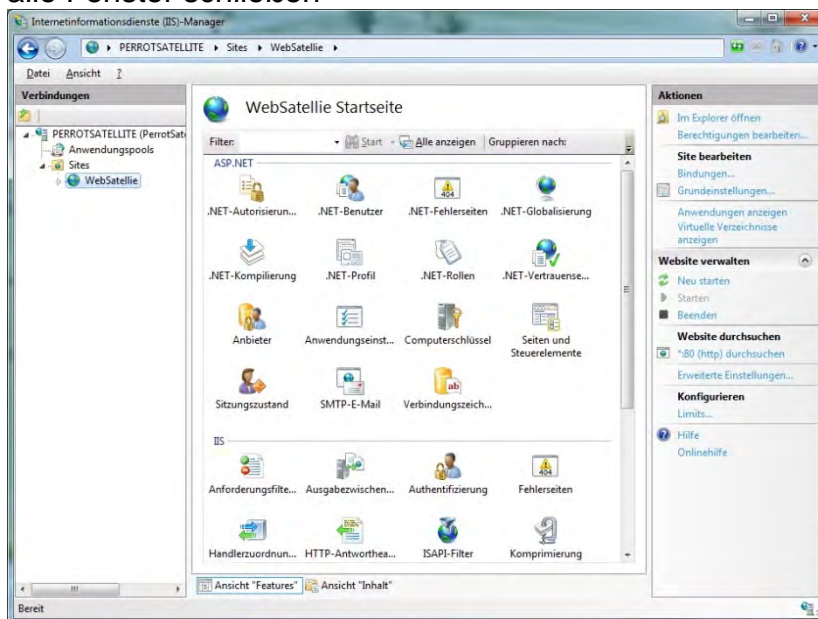 alle Fenster schließen
Internetinformationsdienste (IIS)-Manager
PERROTSATELLITE ▸ Sites ▸ WebSatellie ▸
Datei Ansicht ?
Verbindungen
PERROTSATELLITE (PerrotSat
Anwendungspools
Sites
WebSatellie
WebSatellie Startseite
Filter: Start Alle anzeigen Gruppieren nach:
ASP.NET
.NET-Autorisierun... .NET-Benutzer .NET-Fehlerseiten .NET-Globalisierung
.NET-Kompilierung .NET-Profil .NET-Rollen .NET-Vertrauense...
Anbieter Anwendungseinst... Computerschlüssel Seiten und
Steuerelemente
Sitzungszustand SMTP-E-Mail Verbindungszeich...
IIS
Anforderungsfilte... Ausgabezwischen... Authentifizierung Fehlerseiten
Handlerzuordnun... HTTP-Antworthea... ISAPI-Filter Komprimierung
Ansicht "Features" Ansicht "Inhalt"
Aktionen
Im Explorer öffnen
Berechtigungen bearbeiten...
Site bearbeiten
Bindungen...
Grundeinstellungen...
Anwendungen anzeigen
Virtuelle Verzeichnisse
anzeigen
Website verwalten
Neu starten
Starten
Beenden
Website durchsuchen
*:80 (http) durchsuchen
Erweiterte Einstellungen...
Konfigurieren
Limits...
Hilfe
Onlinehilfe
Bereit